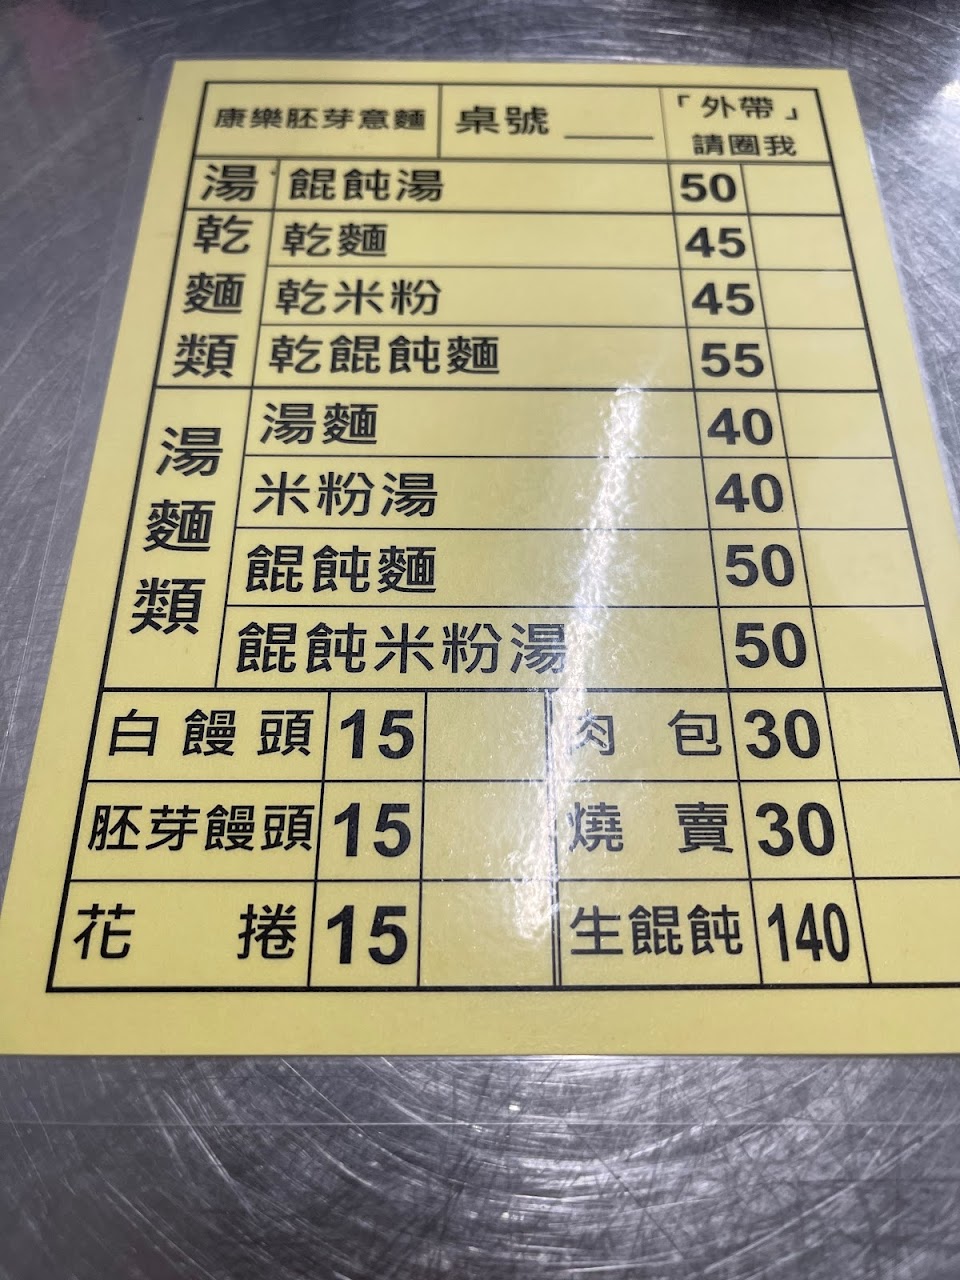 康樂胚芽意麵 桌號 ____ 「外帶」
請圈我
湯 餛飩湯 50
乾麵類 乾麵 45
乾米粉 45
乾餛飩麵 55
湯麵類 湯麵 40
米粉湯 40
餛飩麵 50
餛飩米粉湯 50
白饅頭 15 肉包 30
胚芽饅頭 15 燒賣 30
花捲 15 生餛飩 140